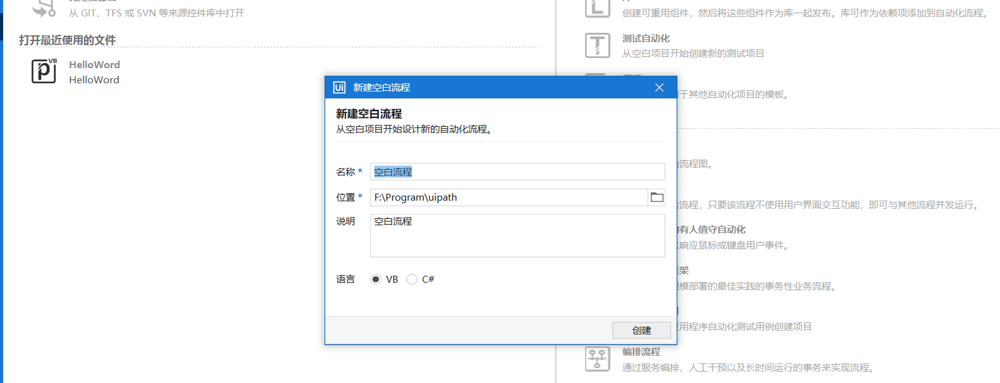 从 GIT、TFS 或 SVN 等来源控件库中打开
打开最近使用的文件
VB
HelloWord
HelloWord
创建可重用组件，然后将这些组件作为库一起发布。库可作为依赖项添加到自动化流程。
测试自动化
从空白项目开始创建新的测试项目
于其他自动化项目的模板。
流程图。
流程，只要该流程不使用用户界面交互功能，即可与其他流程并发运行。
有人值守自动化
响应鼠标或键盘用户事件。
架
模部署的最佳实践的事务性业务流程。
用程序自动化测试用例创建项目
编排流程
通过服务编排、人工干预以及长时间运行的事务来实现流程。
Ui 新建空白流程
新建空白流程
从空白项目开始设计新的自动化流程。
名称 * 空白流程
位置 * F:\Program\uipath
说明 空白流程
语言 VB C#
创建